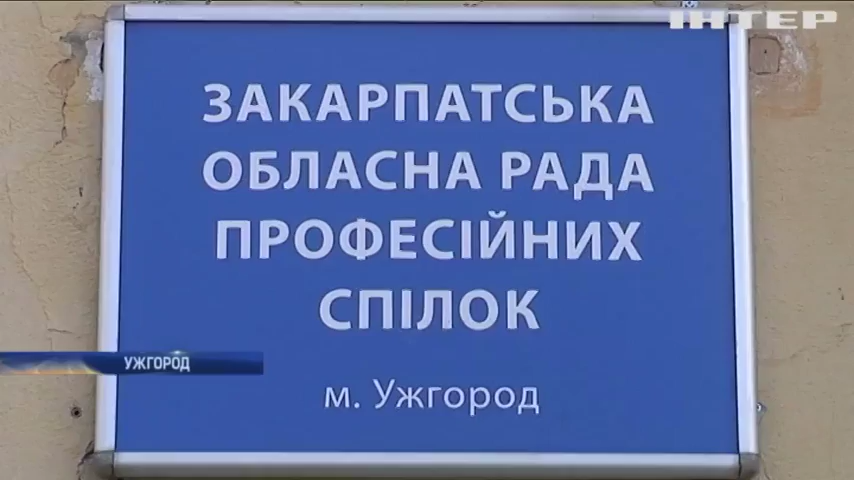 ІНТЕР
ЗАКАРПАТСЬКА
ОБЛАСНА РАДА
ПРОФЕСІЙНИХ
СПІЛОК
УЖГОРОД
м. Ужгород